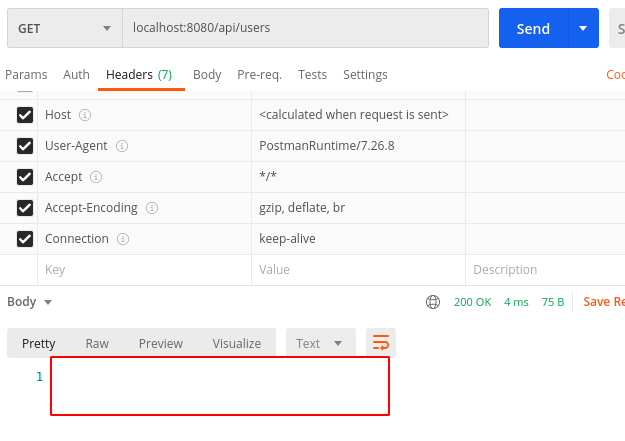 GET localhost:8080/api/users Send S
Params Auth Headers (7) Body Pre-req. Tests Settings Coo
Host <calculated when request is sent>
User-Agent PostmanRuntime/7.26.8
Accept */*
Accept-Encoding gzip, deflate, br
Connection keep-alive
Key Value Description
Body 200 OK 4 ms 75 B Save Re
Pretty Raw Preview Visualize Text
1